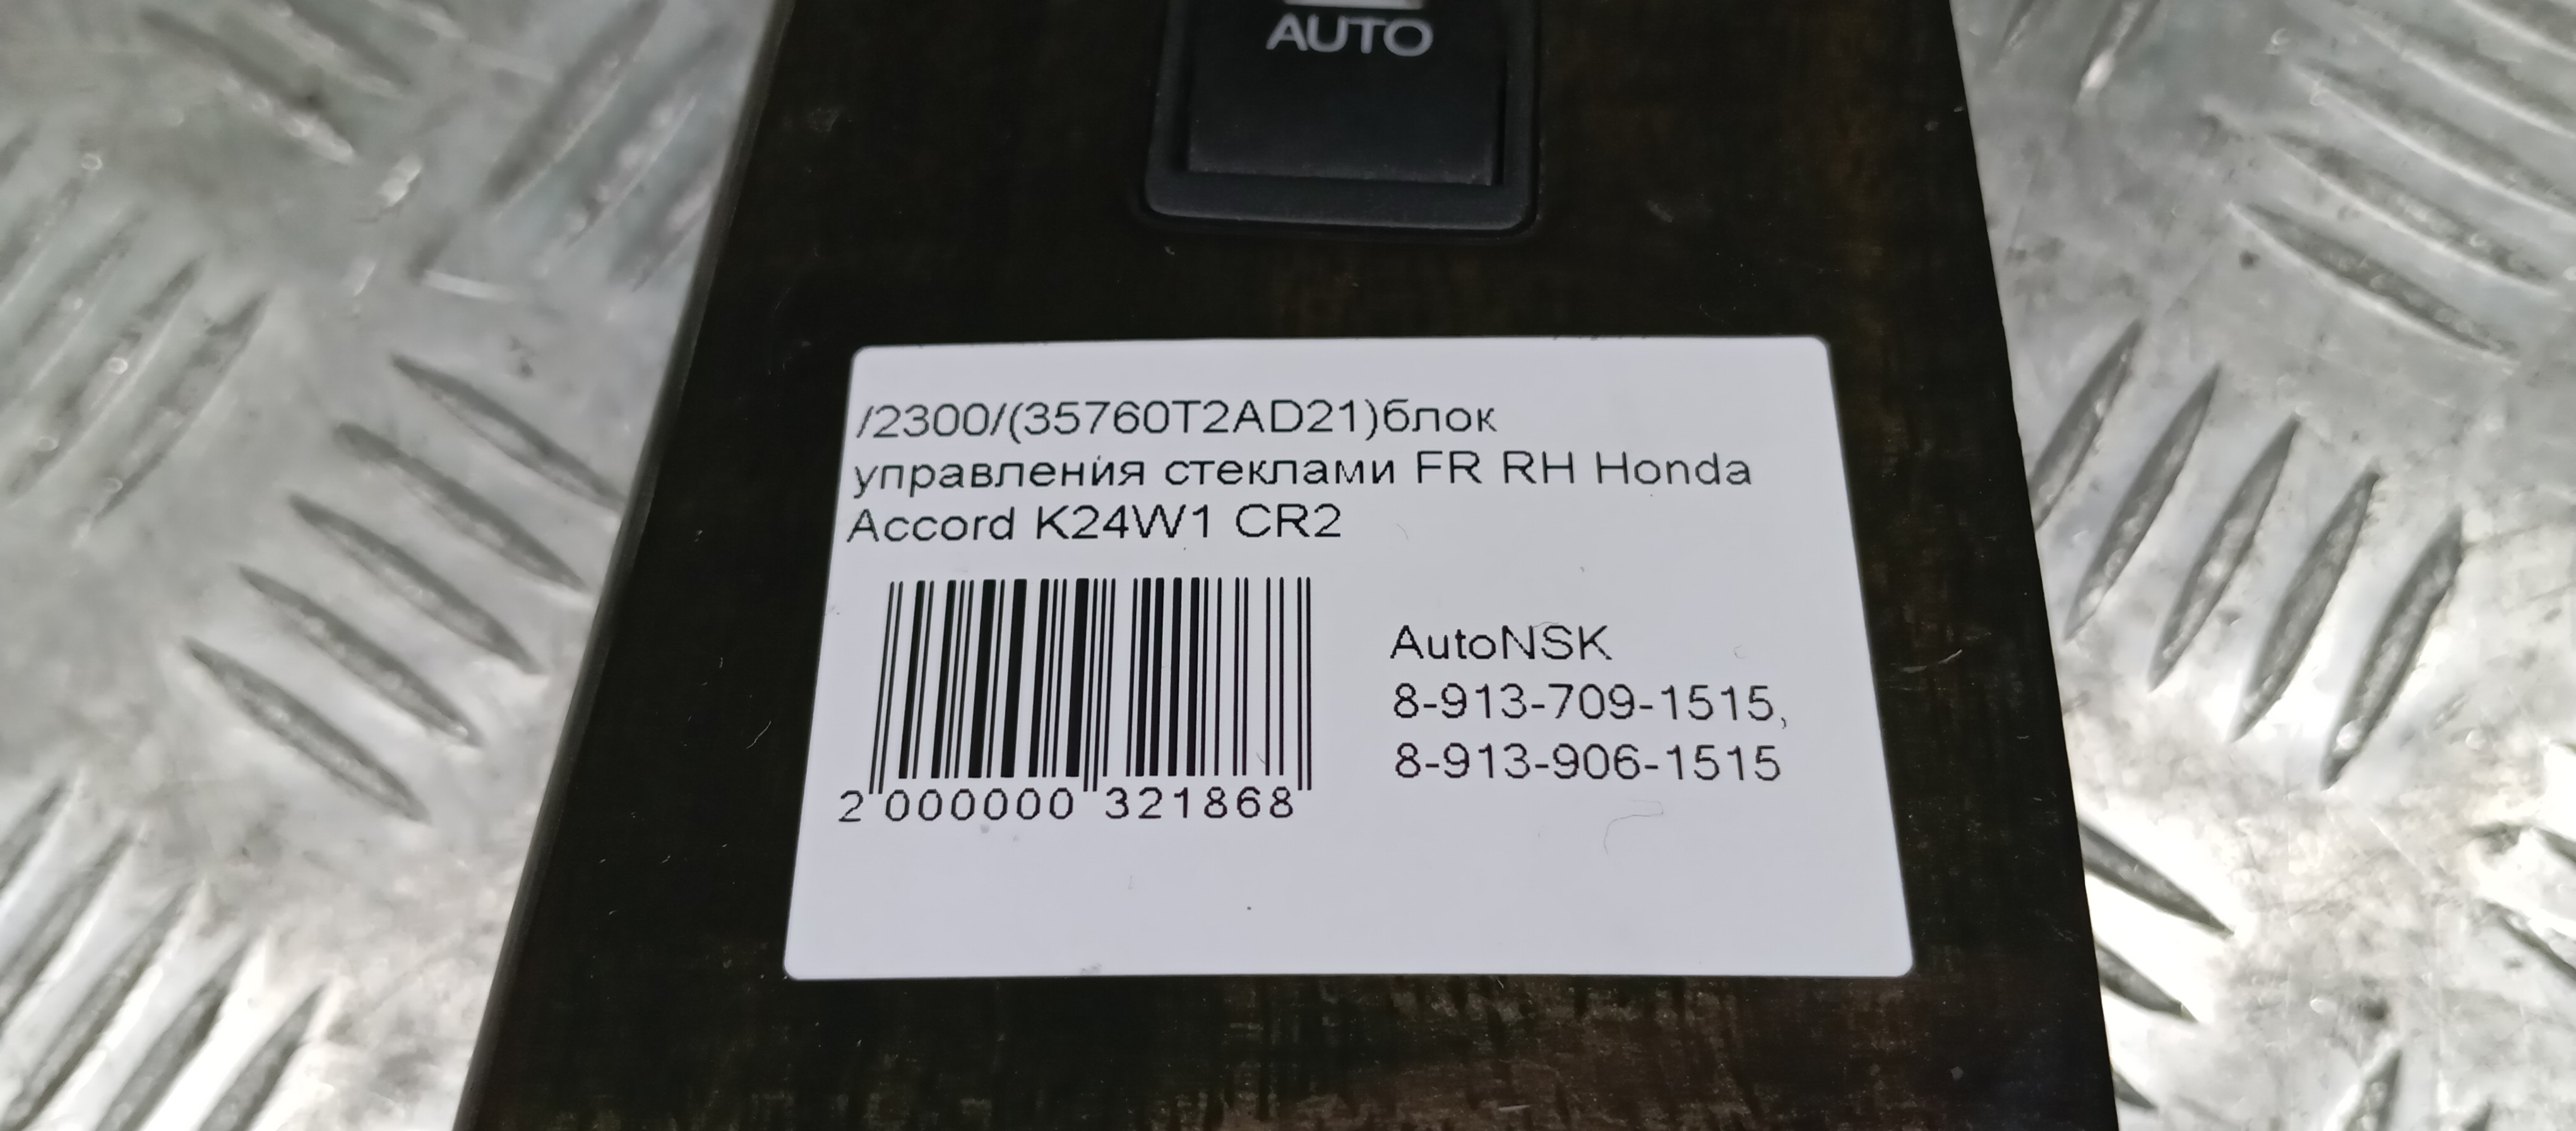 AUTO
/2300/(35760T2AD21)блок
управления стеклами FR RH Honda
Accord K24W1 CR2
AutoNSK
8-913-709-1515,
8-913-906-1515
2 000000 321868